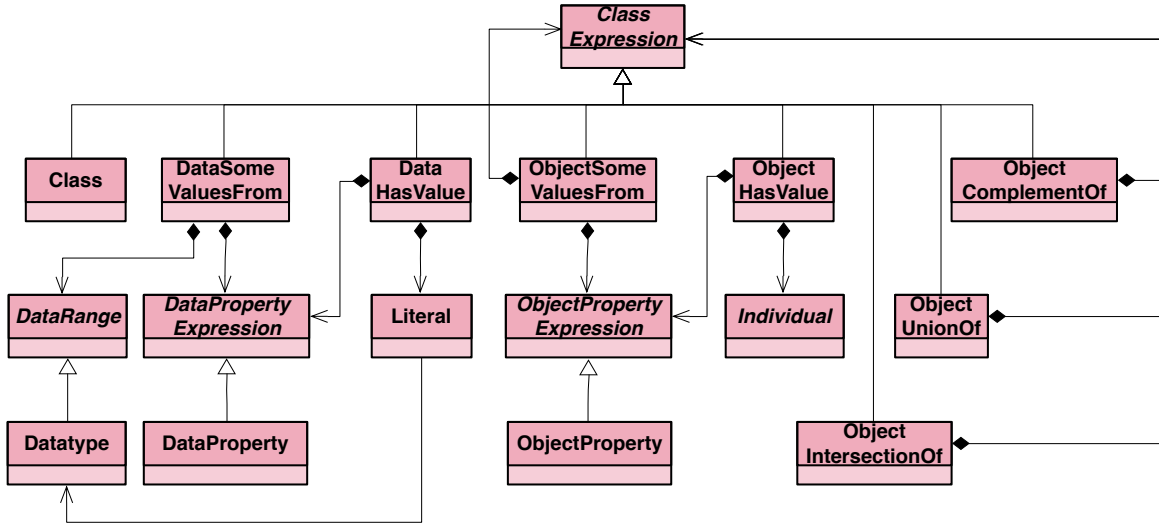 Class
Expression
Class
DataSome
ValuesFrom
Data
HasValue
ObjectSome
ValuesFrom
Object
HasValue
Object
ComplementOf
DataRange
DataProperty
Expression
Literal
ObjectProperty
Expression
Individual
Object
UnionOf
Datatype
DataProperty
ObjectProperty
Object
IntersectionOf